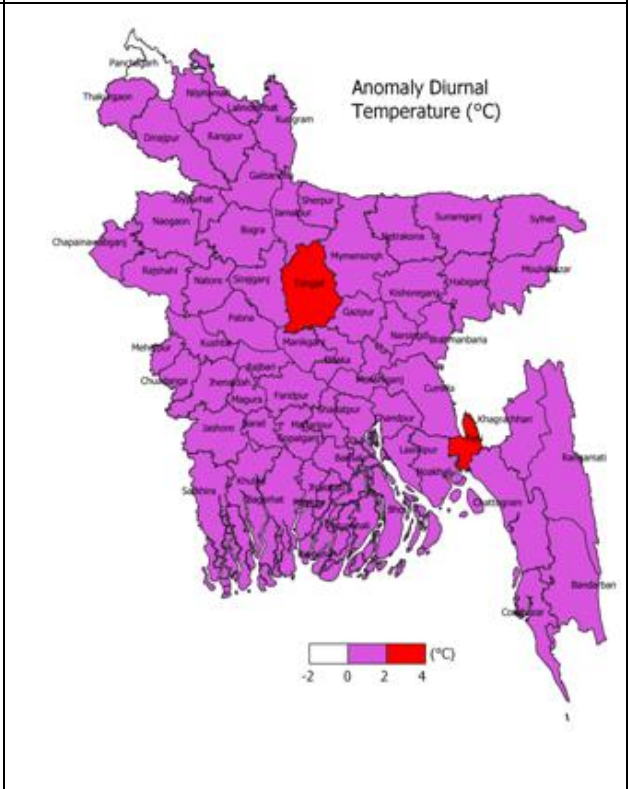 Anomaly Diurnal
Temperature (°C)
Panchagarh
Thakurgaon
Nilphamari
Lalmonirhat
Kurigram
Dinajpur
Rangpur
Gaibandha
Joypurhat
Sherpur
Jamalpur
Naogaon
Bogra
Netrakona
Sunamganj
Sylhet
Chapainawabganj
Mymensingh
Rajshahi
Natore
Sirajganj
Tangail
Kishoreganj
Habiganj
Moulvibazar
Pabna
Gazipur
Narsingdi
Brahmanbaria
Meherpur
Kushtia
Manikganj
Dhaka
Chuadanga
Jhenaidah
Rajbari
Magura
Faridpur
Munshiganj
Cumilla
Khagrachhari
Jashore
Narail
Gopalganj
Madaripur
Shariatpur
Chandpur
Rangamati
Lakshmipur
Noakhali
Satkhira
Khulna
Bagerhat
Bhola
Chattogram
Bandarban
(°C)
-2 0 2 4